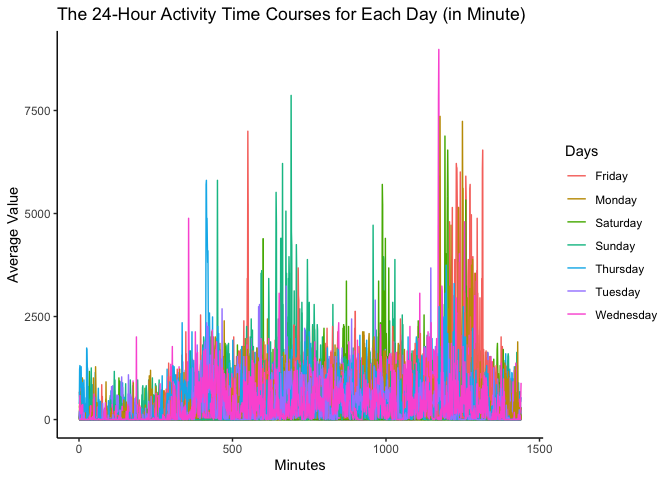 The 24-Hour Activity Time Courses for Each Day (in Minute)
Average Value
7500
5000
2500
0
0
500
1000
1500
Minutes
Days
Friday
Monday
Saturday
Sunday
Thursday
Tuesday
Wednesday